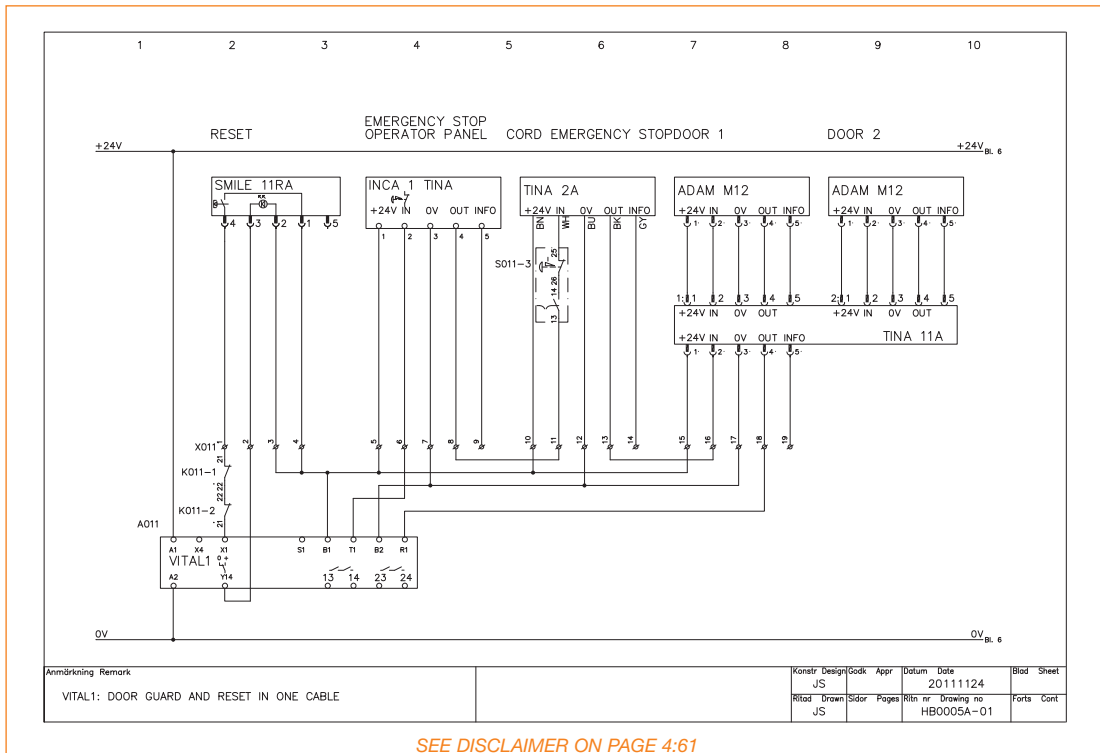 1 2 3 4 5 6 7 8 9 10
RESET
EMERGENCY STOP
OPERATOR PANEL
CORD EMERGENCY STOP
DOOR 1
DOOR 2
+24V
+24V Bl. 6
SMILE 11RA
4 3 2 1 5
INCA 1 TINA
+24V IN 0V OUT INFO
1 2 3 4 5
TINA 2A
+24V IN 0V OUT INFO
BN WH BU BK GY
ADAM M12
+24V IN 0V OUT INFO
1 2 3 4 5
ADAM M12
+24V IN 0V OUT INFO
1 2 3 4 5
S011-3
25
26
14
13
1:1 2 3 4 5
2:1 2 3 4 5
+24V IN 0V OUT
+24V IN 0V OUT
+24V IN 0V OUT INFO
TINA 11A
1 2 3 4 5
X011
1 2 3 4 5 6 7 8 9 10 11 12 13 14 15 16 17 18 19
21
K011-1
22
22
K011-2
21
A011
A1 X4 X1 S1 B1 T1 B2 R1
VITAL1
0 +
A2 Y14 13 14 23 24
0V
0V Bl. 6
Anmärkning Remark
VITAL1: DOOR GUARD AND RESET IN ONE CABLE
Konstr Design
JS
Godk Appr
Datum Date
20111124
Blad Sheet
Ritad Drawn
JS
Sidor Pages
Ritn nr Drawing no
HB0005A-01
Forts Cont
SEE DISCLAIMER ON PAGE 4:61